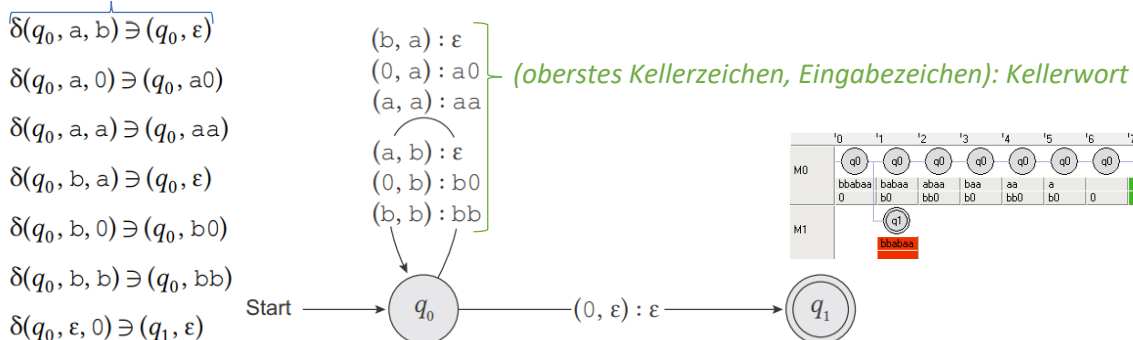 δ(q₀, a, b) ∋ (q₀, ε)
δ(q₀, a, 0) ∋ (q₀, a0)
δ(q₀, a, a) ∋ (q₀, aa)
δ(q₀, b, a) ∋ (q₀, ε)
δ(q₀, b, 0) ∋ (q₀, b0)
δ(q₀, b, b) ∋ (q₀, bb)
δ(q₀, ε, 0) ∋ (q₁, ε)
(b, a) : ε
(0, a) : a0
(a, a) : aa
(a, b) : ε
(0, b) : b0
(b, b) : bb
(oberstes Kellerzeichen, Eingabezeichen): Kellerwort
Start
q₀
(0, ε) : ε
q₁
0 1 2 3 4 5 6
M0 q0 q0 q0 q0 q0 q0 q0
bbabaa babaa abaa baa aa a
0 b0 bb0 b0 bb0 b0 0
M1 q1
bbabaa